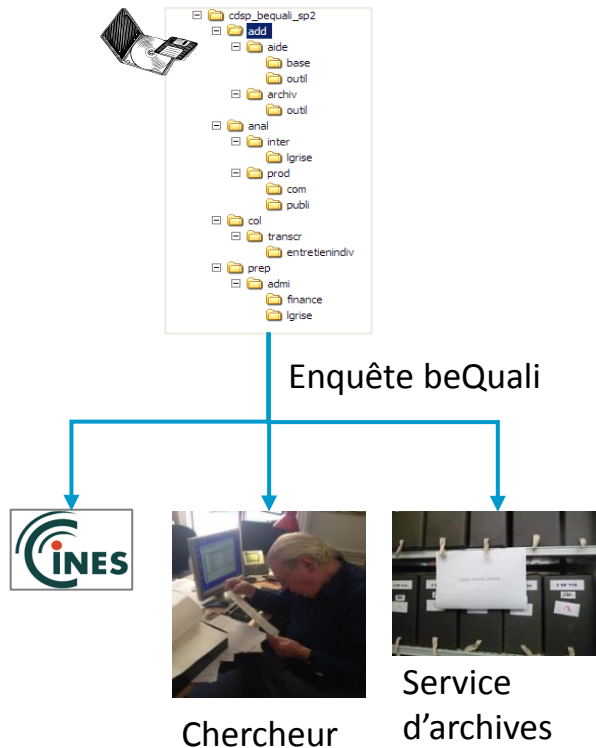 cdsp_bequali_sp2
add
aide
base
outil
archiv
outil
anal
inter
lgrise
prod
com
publi
col
transcr
entretienindiv
prep
admi
finance
lgrise
Enquête beQuali
CINES
Chercheur
Service
d'archives